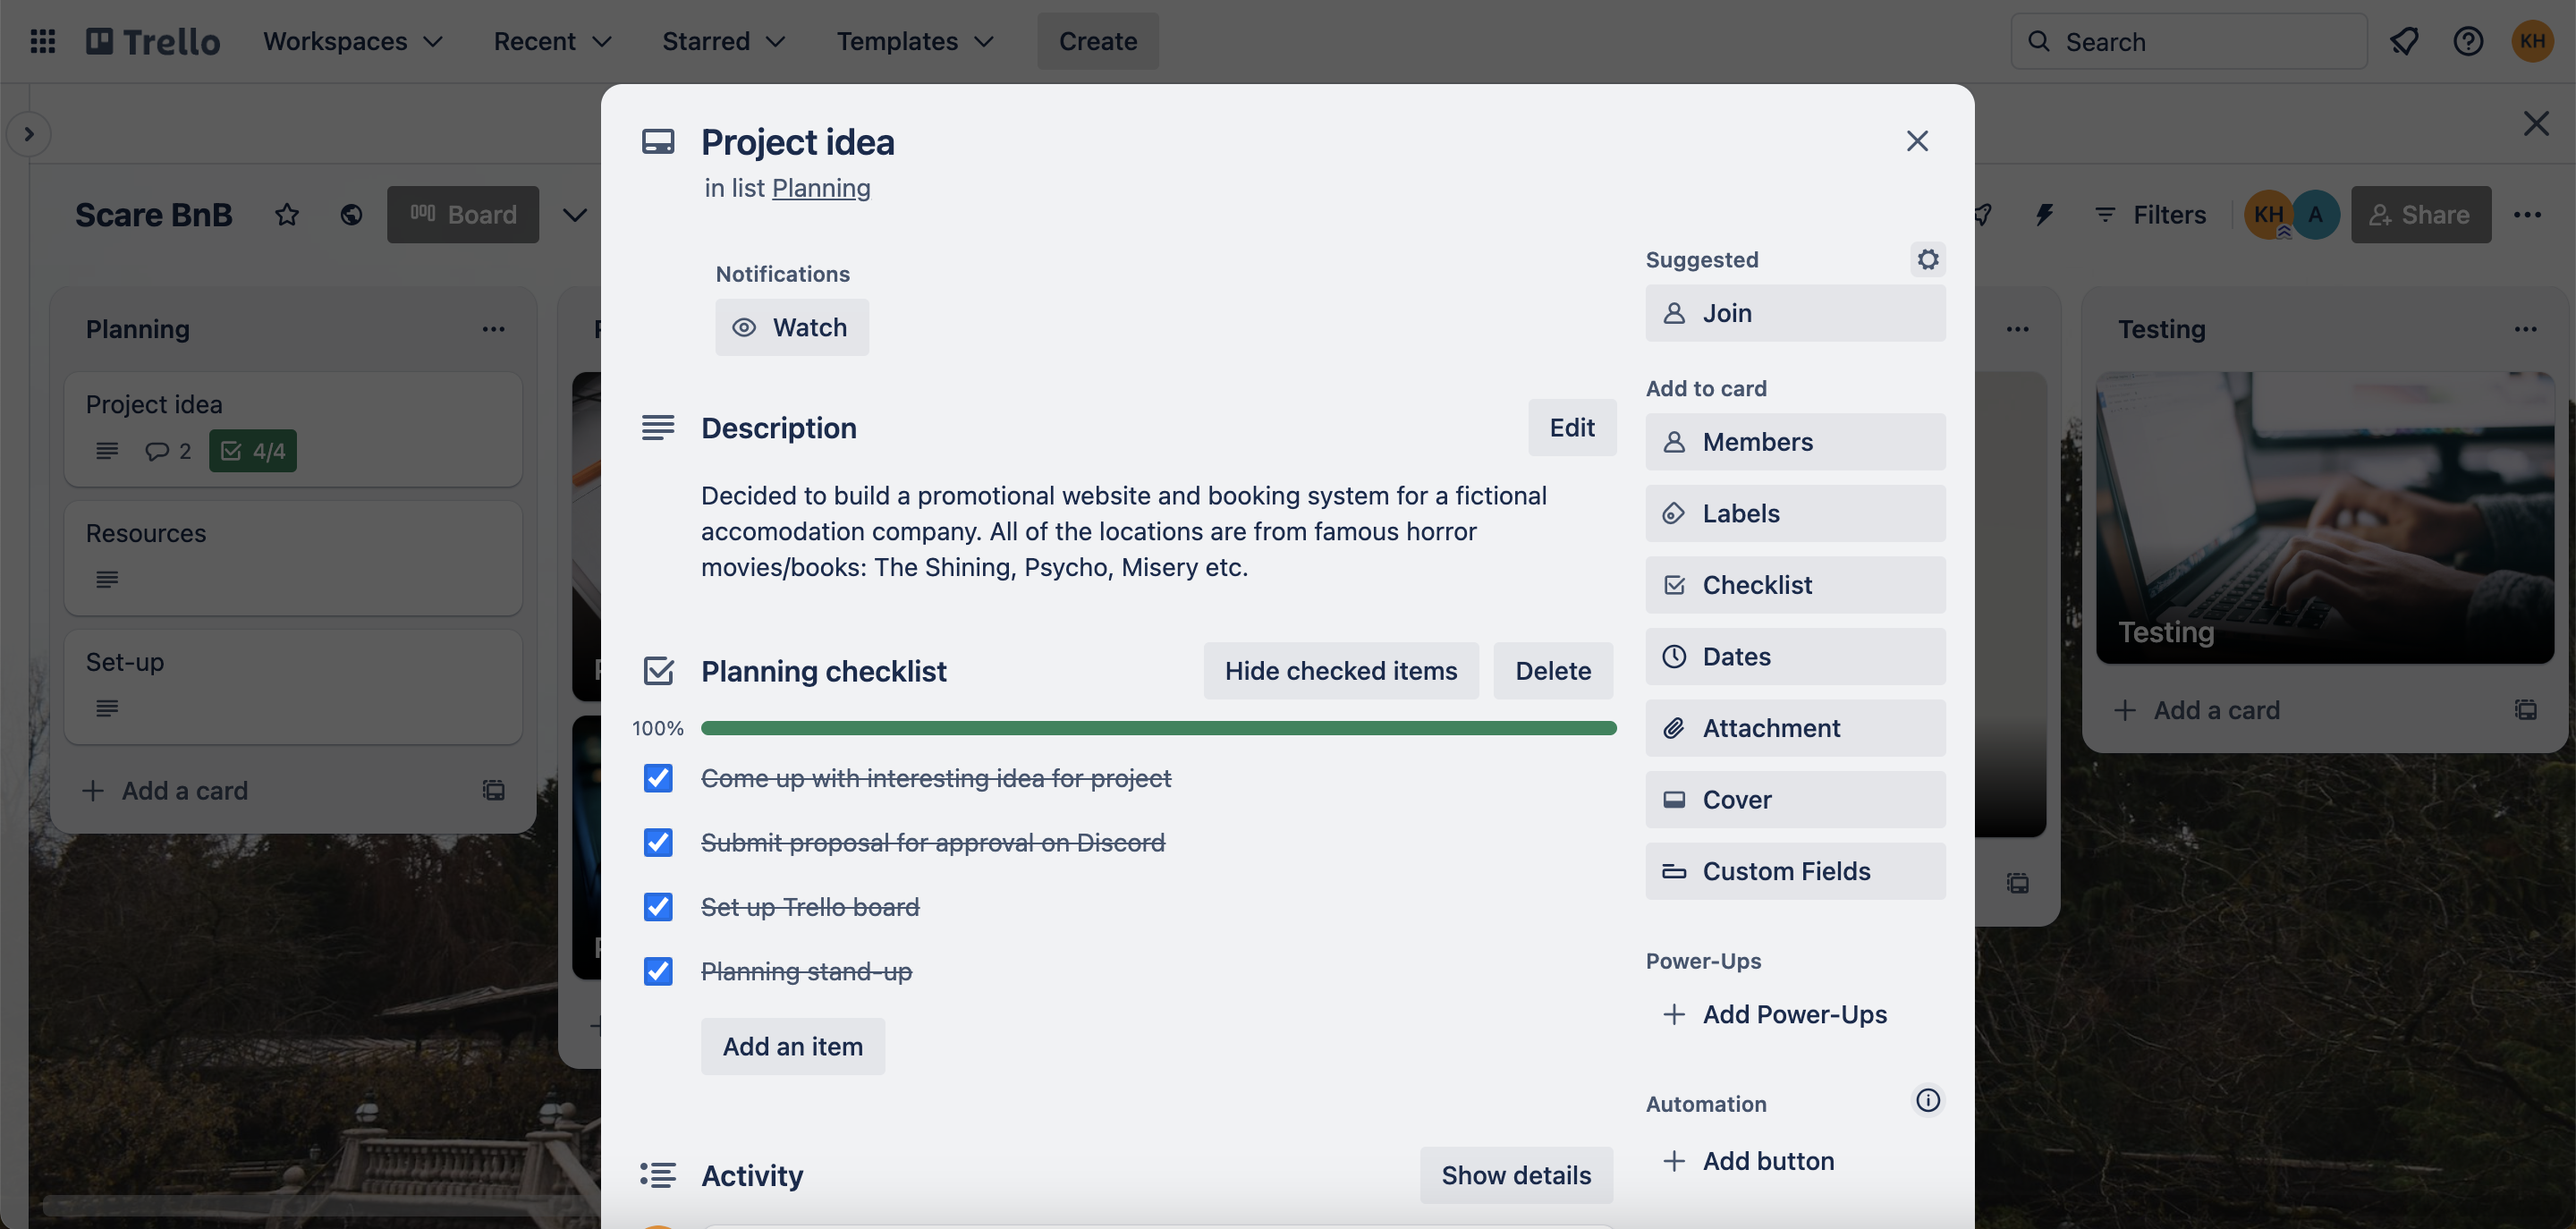 Trello
Workspaces
Recent
Starred
Templates
Create
Search
KH
Scare BnB
Board
Filters
KH
A
Share
Planning
Project idea
2
4/4
Resources
Set-up
Add a card
Project idea
in list Planning
Notifications
Watch
Description
Edit
Decided to build a promotional website and booking system for a fictional
accomodation company. All of the locations are from famous horror
movies/books: The Shining, Psycho, Misery etc.
Planning checklist
Hide checked items
Delete
100%
Come up with interesting idea for project
Submit proposal for approval on Discord
Set up Trello board
Planning stand-up
Add an item
Activity
Show details
Suggested
Join
Add to card
Members
Labels
Checklist
Dates
Attachment
Cover
Custom Fields
Power-Ups
Add Power-Ups
Automation
Add button
Testing
Testing
Add a card